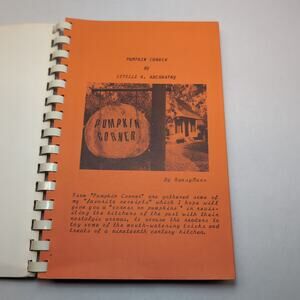 PUMPKIN CORNER
BY
PUMPKIN
CORNER
From "Pumpkin Corner" are gathered some of
my "favorite receipts" which I hope will
give you a "corner on pumpkins" in revis-
iting the kitchens of the past with their
nostalgic aromas, to arouse the readers to
try some of the mouth-watering tricks and
treats of a nineteenth century kitchen.